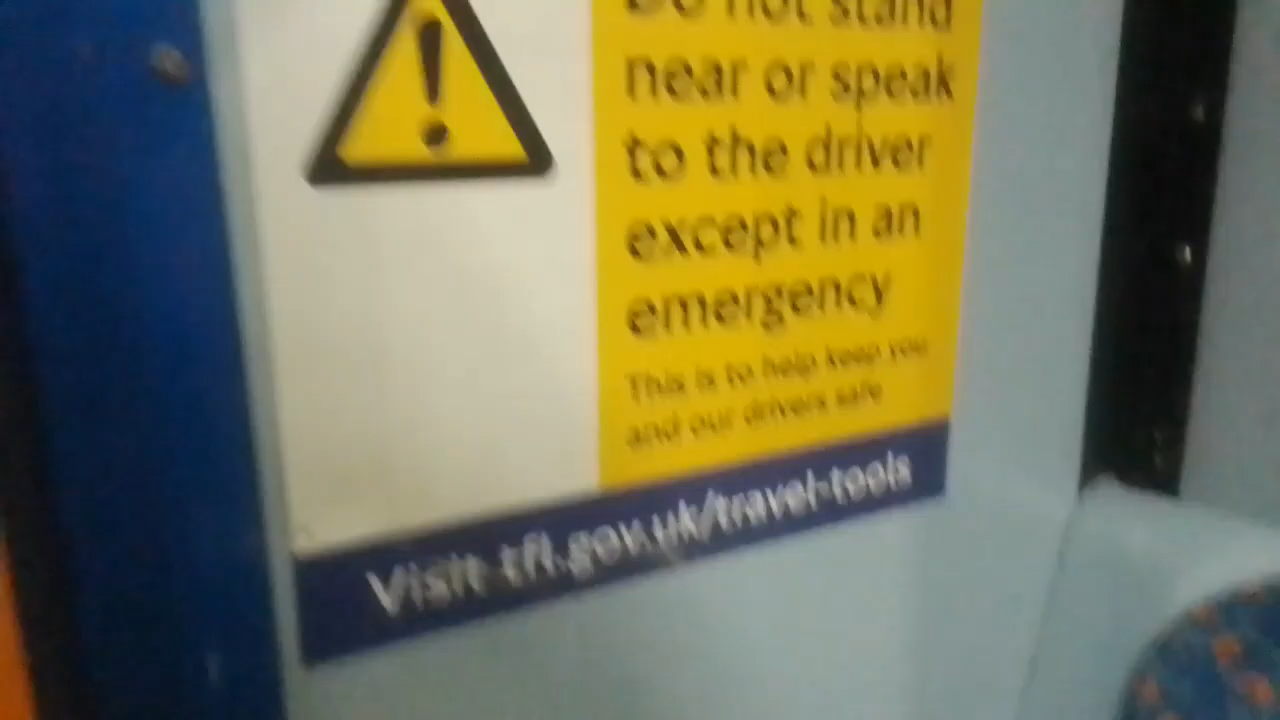 Do not stand
near or speak
to the driver
except in an
emergency
This is to help keep you
and our drivers safe
Visit tfl.gov.uk/travel-tools